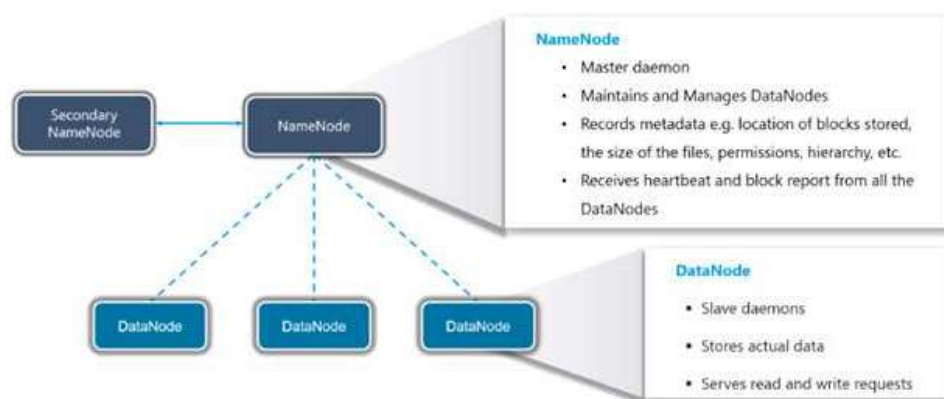 NameNode
• Master daemon
• Maintains and Manages DataNodes
• Records metadata e.g. location of blocks stored,
the size of the files, permissions, hierarchy, etc.
• Receives heartbeat and block report from all the
DataNodes
Secondary
NameNode
NameNode
DataNode
DataNode
DataNode
DataNode
▪ Slave daemons
▪ Stores actual data
▪ Serves read and write requests